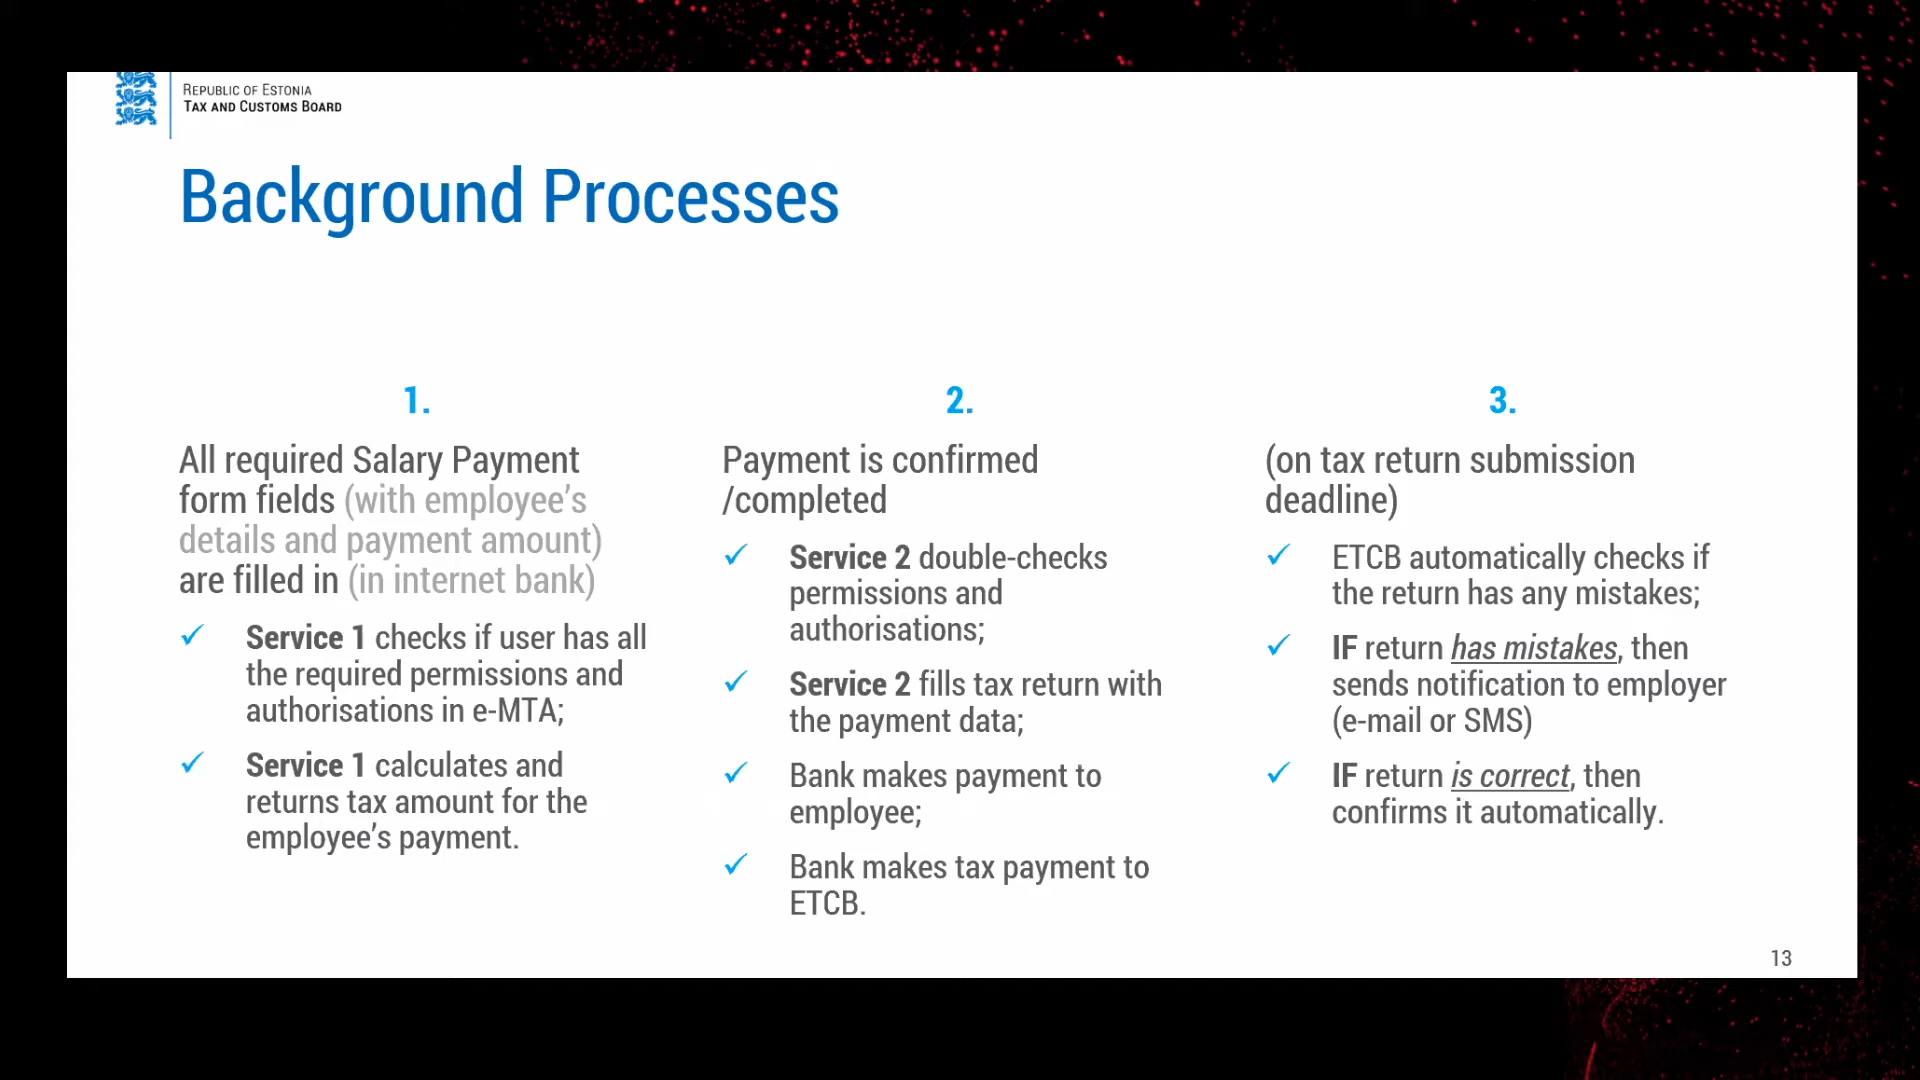 REPUBLIC OF ESTONIA
TAX AND CUSTOMS BOARD
Background Processes
1.
All required Salary Payment
form fields (with employee’s
details and payment amount)
are filled in (in internet bank)
Service 1 checks if user has all
the required permissions and
authorisations in e-MTA;
Service 1 calculates and
returns tax amount for the
employee’s payment.
2.
Payment is confirmed
/completed
Service 2 double-checks
permissions and
authorisations;
Service 2 fills tax return with
the payment data;
Bank makes payment to
employee;
Bank makes tax payment to
ETCB.
3.
(on tax return submission
deadline)
ETCB automatically checks if
the return has any mistakes;
IF return has mistakes, then
sends notification to employer
(e-mail or SMS)
IF return is correct, then
confirms it automatically.
13